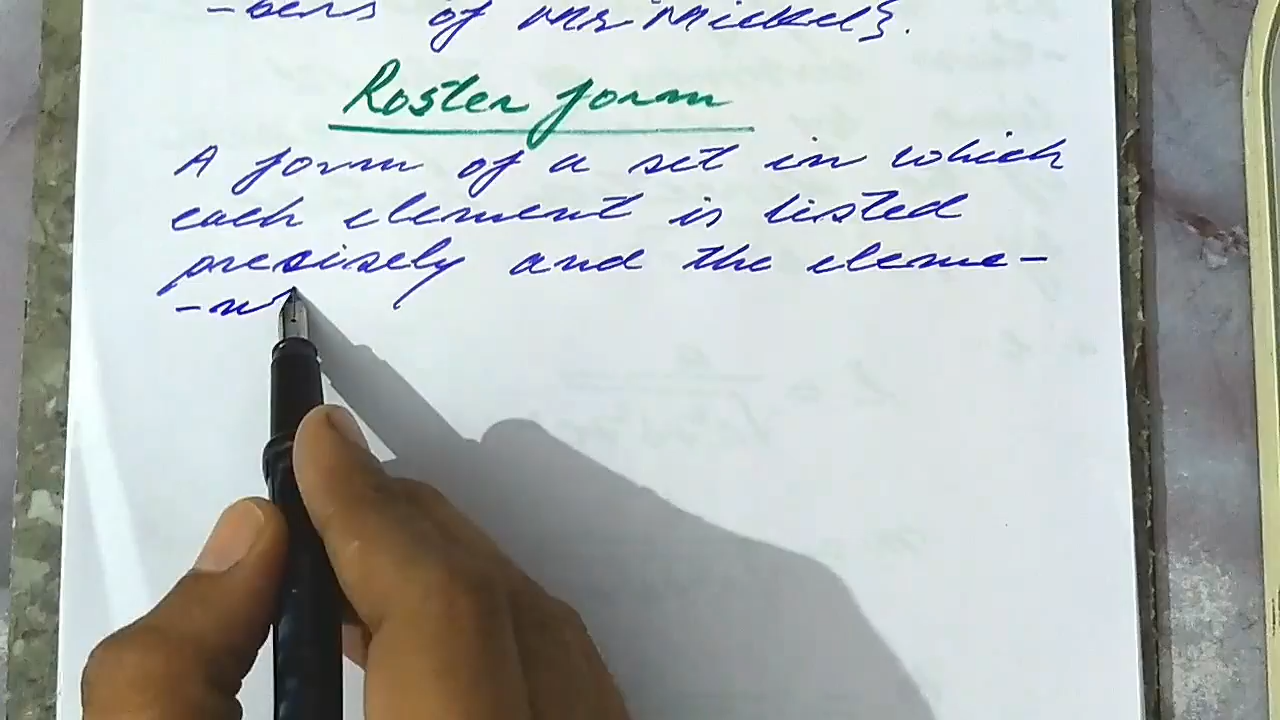 -bers of Mr Mickel}.
Roster form
A form of a set in which
each element is listed
precisely and the eleme-
-nt